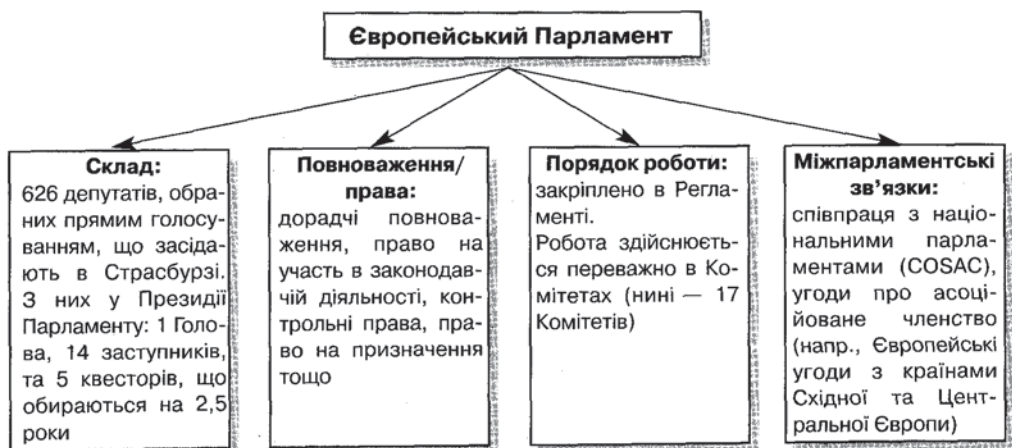 Європейський Парламент
Склад:
626 депутатів, обра-
них прямим голосу-
ванням, що засіда-
ють в Страсбурзі.
З них у Президії
Парламенту: 1 Голо-
ва, 14 заступників,
та 5 квесторів, що
обираються на 2,5
роки
Повноваження/
права:
дорадчі повнова-
ження, право на
участь в законодав-
чій діяльності, кон-
трольні права, пра-
во на призначення
тощо
Порядок роботи:
закріплено в Регла-
менті.
Робота здійснюєть-
ся переважно в Ко-
мітетах (нині — 17
Комітетів)
Міжпарламентські
зв'язки:
співпраця з націо-
нальними парла-
ментами (COSAC),
угоди про асоці-
йоване членство
(напр., Європейські
угоди з країнами
Східної та Цент-
ральної Європи)